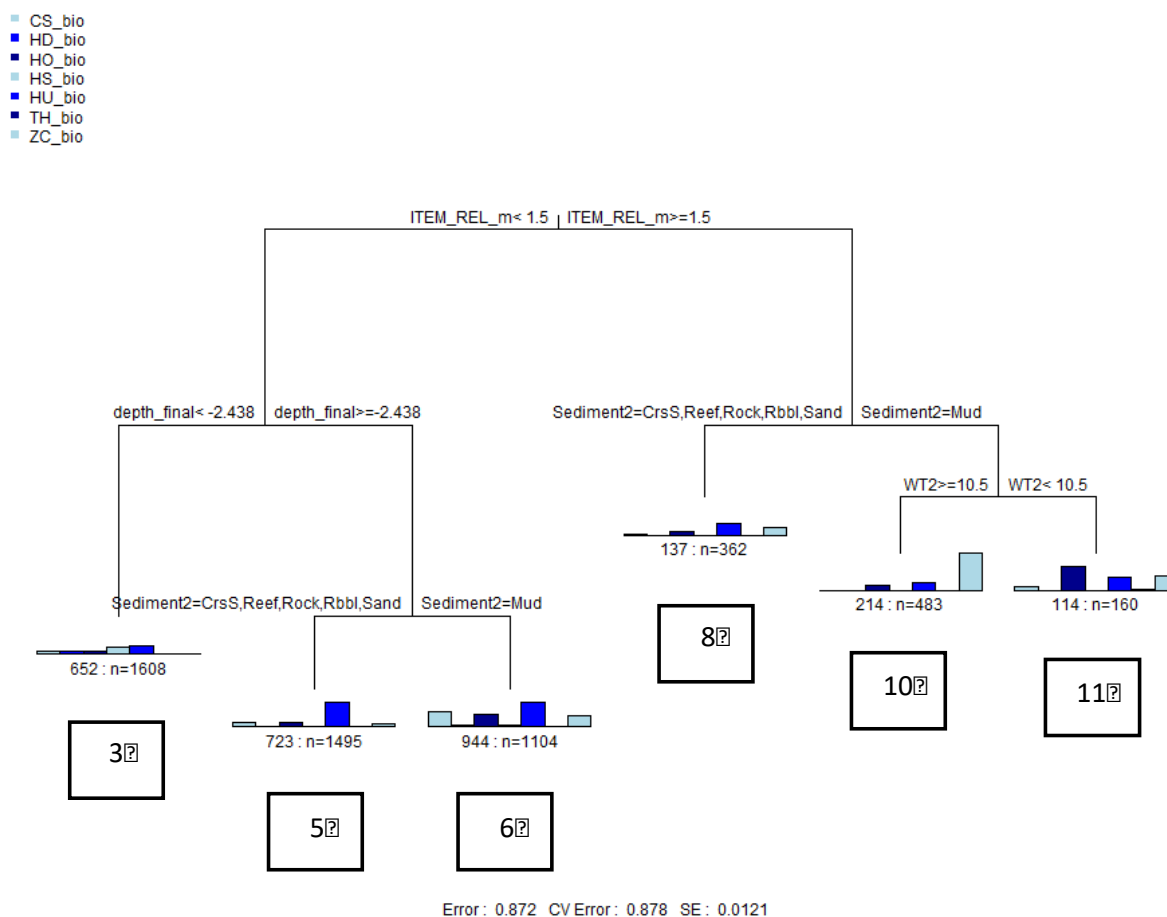 CS_bio
HD_bio
HO_bio
HS_bio
HU_bio
TH_bio
ZC_bio
ITEM_REL_m< 1.5 ITEM_REL_m>=1.5
depth_final< -2.438 depth_final>=-2.438
Sediment2=CrsS,Reef,Rock,Rbbl,Sand Sediment2=Mud
WT2>=10.5 WT2< 10.5
137 : n=362
214 : n=483
114 : n=160
Sediment2=CrsS,Reef,Rock,Rbbl,Sand Sediment2=Mud
652 : n=1608
723 : n=1495
944 : n=1104
8⍰
10⍰
11⍰
3⍰
5⍰
6⍰
Error : 0.872 CV Error : 0.878 SE : 0.0121